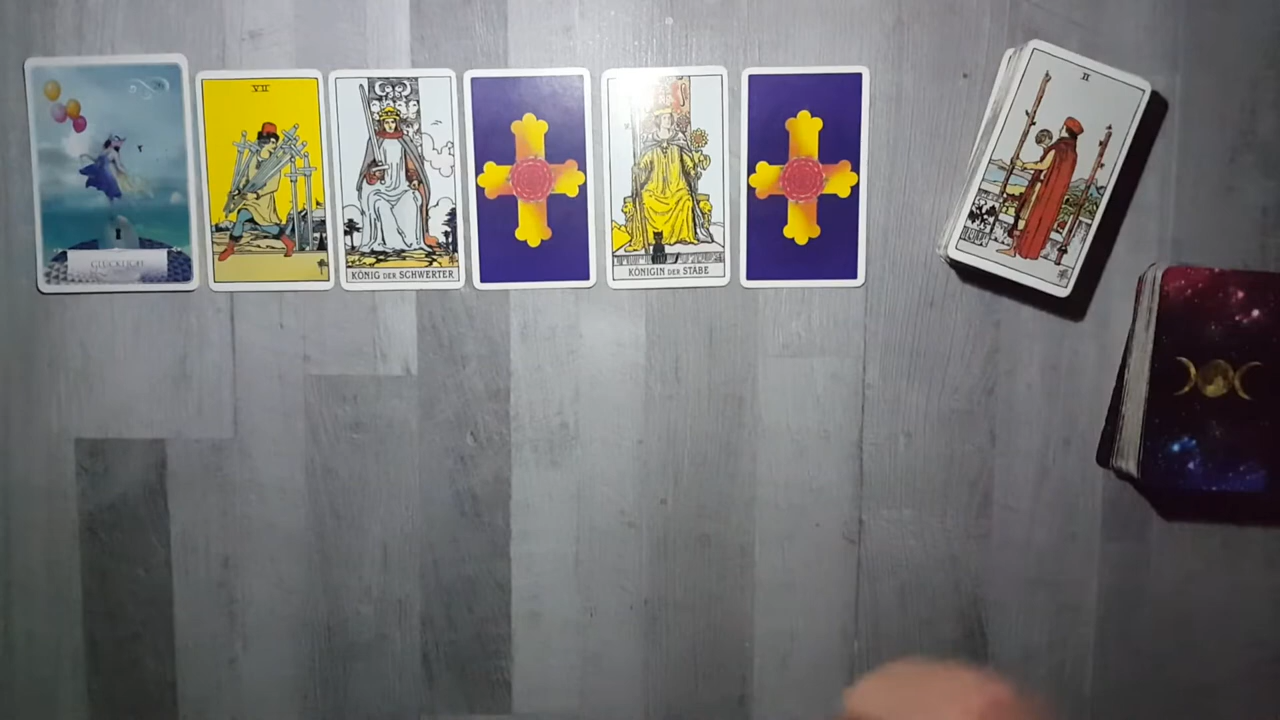 GLÜCKLICH
VII
KÖNIG DER SCHWERTER
KÖNIGIN DER STÄBE
II